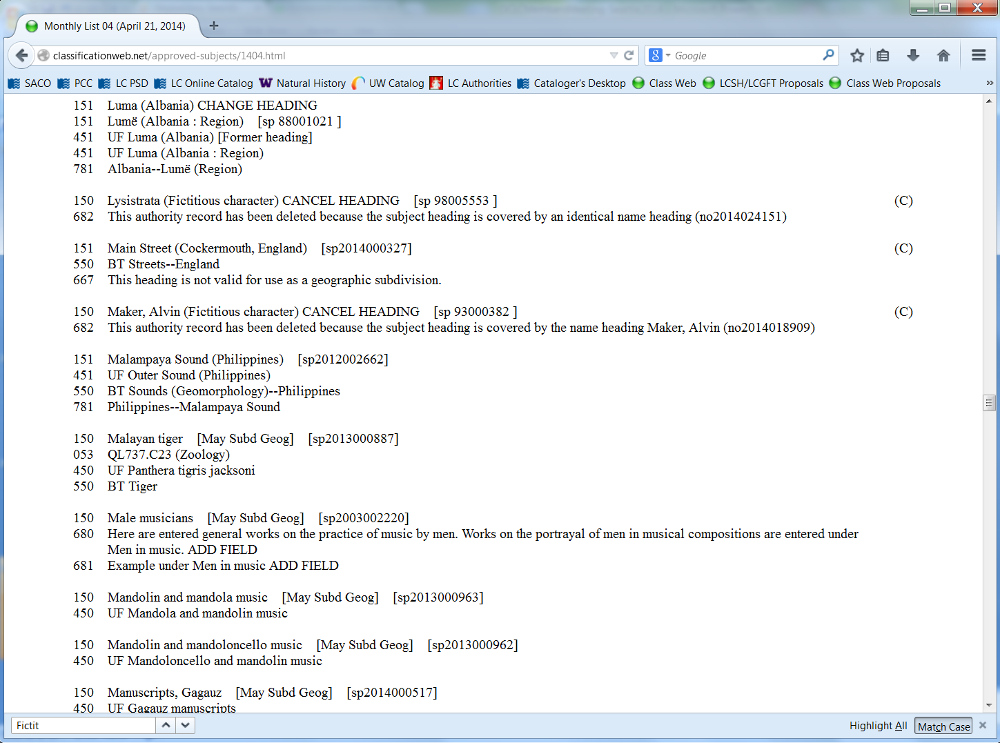 Monthly List 04 (April 21, 2014)
classificationweb.net/approved-subjects/1404.html
Google
SACO PCC LC PSD LC Online Catalog Natural History UW Catalog LC Authorities Cataloger's Desktop Class Web LCSH/LCGFT Proposals Class Web Proposals »
151 Luma (Albania) CHANGE HEADING
151 Lumë (Albania : Region) [sp 88001021 ]
451 UF Luma (Albania) [Former heading]
451 UF Luma (Albania : Region)
781 Albania--Lumë (Region)
150 Lysistrata (Fictitious character) CANCEL HEADING [sp 98005553 ] (C)
682 This authority record has been deleted because the subject heading is covered by an identical name heading (no2014024151)
151 Main Street (Cockermouth, England) [sp2014000327] (C)
550 BT Streets--England
667 This heading is not valid for use as a geographic subdivision.
150 Maker, Alvin (Fictitious character) CANCEL HEADING [sp 93000382 ] (C)
682 This authority record has been deleted because the subject heading is covered by the name heading Maker, Alvin (no2014018909)
151 Malampaya Sound (Philippines) [sp2012002662]
451 UF Outer Sound (Philippines)
550 BT Sounds (Geomorphology)--Philippines
781 Philippines--Malampaya Sound
150 Malayan tiger [May Subd Geog] [sp2013000887]
053 QL737.C23 (Zoology)
450 UF Panthera tigris jacksoni
550 BT Tiger
150 Male musicians [May Subd Geog] [sp2003002220]
680 Here are entered general works on the practice of music by men. Works on the portrayal of men in musical compositions are entered under
Men in music. ADD FIELD
681 Example under Men in music ADD FIELD
150 Mandolin and mandola music [May Subd Geog] [sp2013000963]
450 UF Mandola and mandolin music
150 Mandolin and mandoloncello music [May Subd Geog] [sp2013000962]
450 UF Mandoloncello and mandolin music
150 Manuscripts, Gagauz [May Subd Geog] [sp2014000517]
450 UF Gagauz manuscripts
Fictit Highlight All Match Case